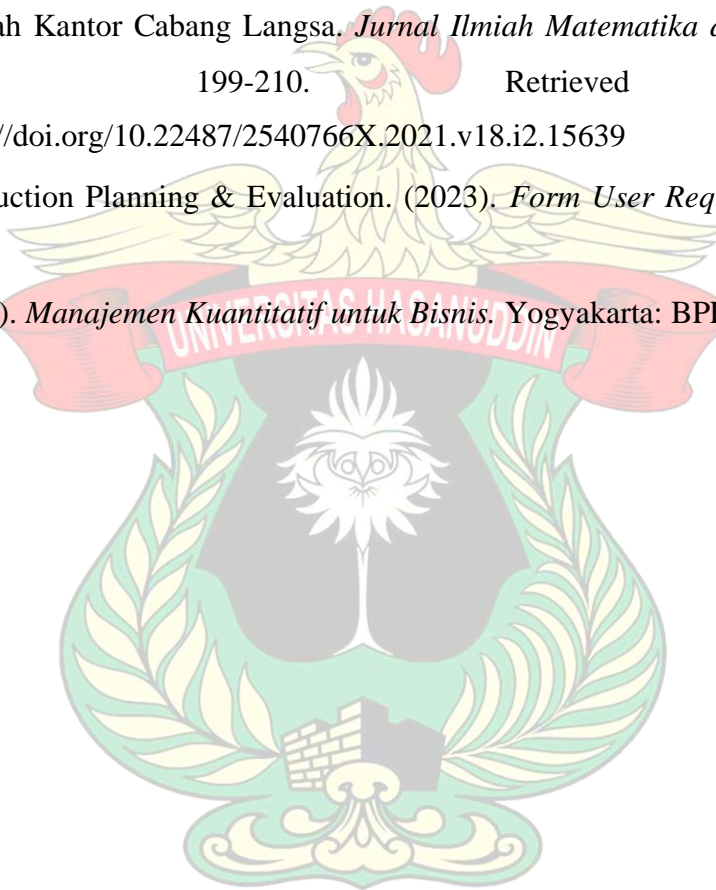 ah Kantor Cabang Langsa. Jurnal Ilmiah Matematika
199-210. Retrieved
//doi.org/10.22487/2540766X.2021.v18.i2.15639
uction Planning & Evaluation. (2023). Form User Req
). Manajemen Kuantitatif untuk Bisnis. Yogyakarta: BP
UNIVERSITAS HASANUDDIN